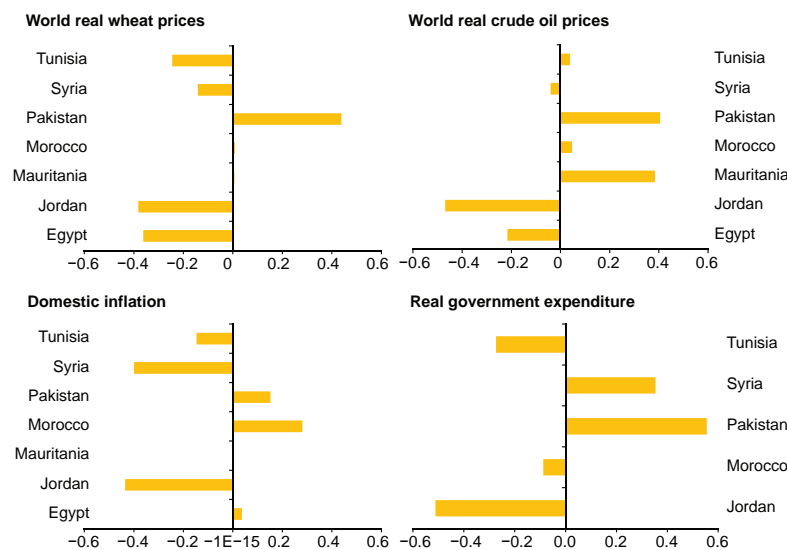 World real wheat prices
Tunisia
Syria
Pakistan
Morocco
Mauritania
Jordan
Egypt
−0.6 −0.4 −0.2 0 0.2 0.4 0.6
World real crude oil prices
Tunisia
Syria
Pakistan
Morocco
Mauritania
Jordan
Egypt
−0.6 −0.4 −0.2 0 0.2 0.4 0.6
Domestic inflation
Tunisia
Syria
Pakistan
Morocco
Mauritania
Jordan
Egypt
−0.6 −0.4 −0.2 −1E−15 0.2 0.4 0.6
Real government expenditure
Tunisia
Syria
Pakistan
Morocco
Jordan
−0.6 −0.4 −0.2 0.0 0.2 0.4 0.6